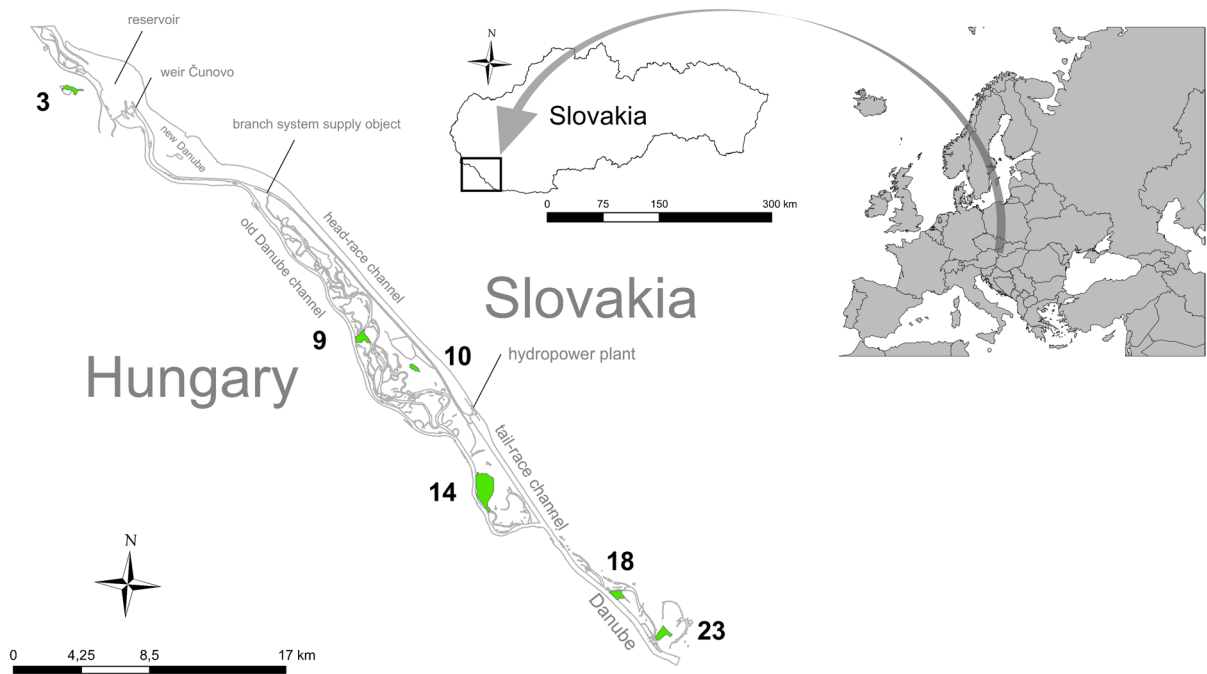 reservoir
weir Čunovo
3
branch system supply object
new Danube
old Danube channel
head-race channel
9
10
Hungary
Slovakia
hydropower plant
tail-race channel
14
18
Danube
23
N
0 4,25 8,5 17 km
N
Slovakia
0 75 150 300 km